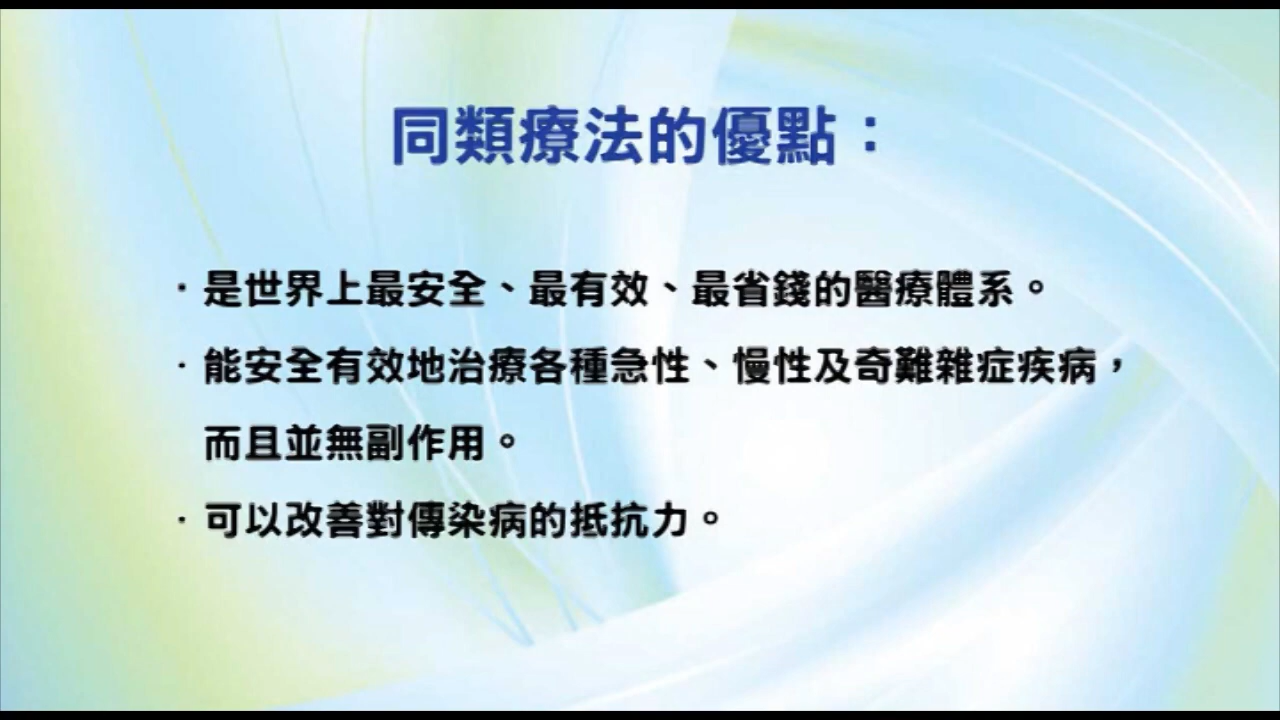 同類療法的優點：
· 是世界上最安全、最有效、最省錢的醫療體系。
· 能安全有效地治療各種急性、慢性及奇難雜症疾病，
而且並無副作用。
· 可以改善對傳染病的抵抗力。